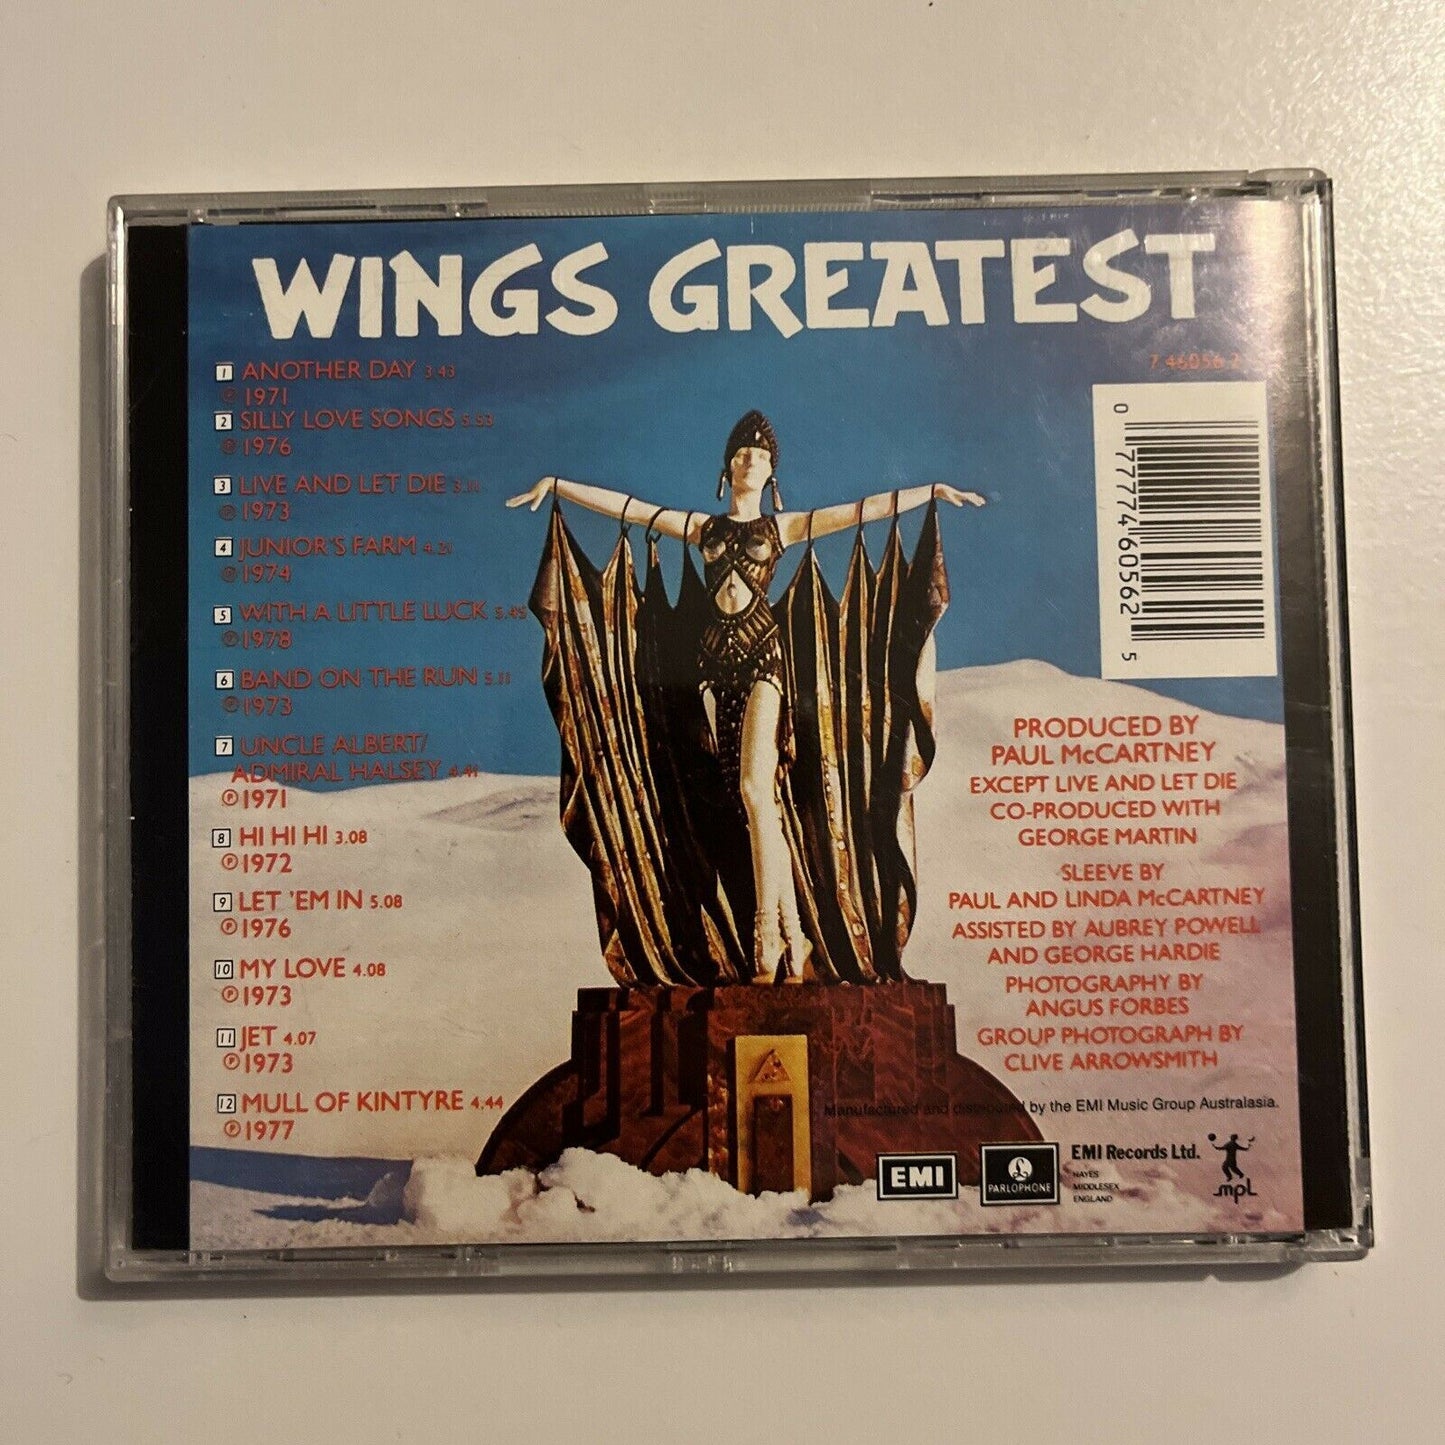 WINGS GREATEST
1 ANOTHER DAY 3.43
℗ 1971
2 SILLY LOVE SONGS 5.53
℗ 1976
3 LIVE AND LET DIE 3.11
℗ 1973
4 JUNIOR'S FARM 4.21
℗ 1974
5 WITH A LITTLE LUCK 5.45
℗ 1978
6 BAND ON THE RUN 5.11
℗ 1973
7 UNCLE ALBERT/
ADMIRAL HALSEY 4.41
℗ 1971
8 HI HI HI 3.08
℗ 1972
9 LET 'EM IN 5.08
℗ 1976
10 MY LOVE 4.08
℗ 1973
11 JET 4.07
℗ 1973
12 MULL OF KINTYRE 4.44
℗ 1977
7 46056 2
0 77774 60562 5
PRODUCED BY
PAUL McCARTNEY
EXCEPT LIVE AND LET DIE
CO-PRODUCED WITH
GEORGE MARTIN
SLEEVE BY
PAUL AND LINDA McCARTNEY
ASSISTED BY AUBREY POWELL
AND GEORGE HARDIE
PHOTOGRAPHY BY
ANGUS FORBES
GROUP PHOTOGRAPH BY
CLIVE ARROWSMITH
Manufactured and distributed by the EMI Music Group Australasia.
EMI
PARLOPHONE
EMI Records Ltd.
HAYES
MIDDLESEX
ENGLAND
mpl